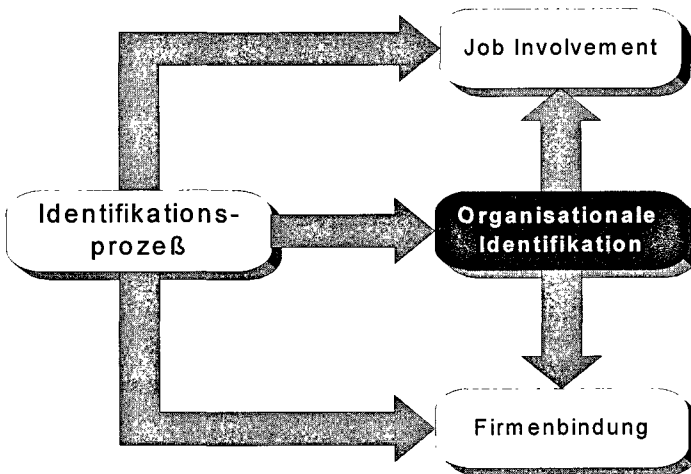 Job Involvement
Identifikations-
prozeß
Organisationale
Identifikation
Firmenbindung